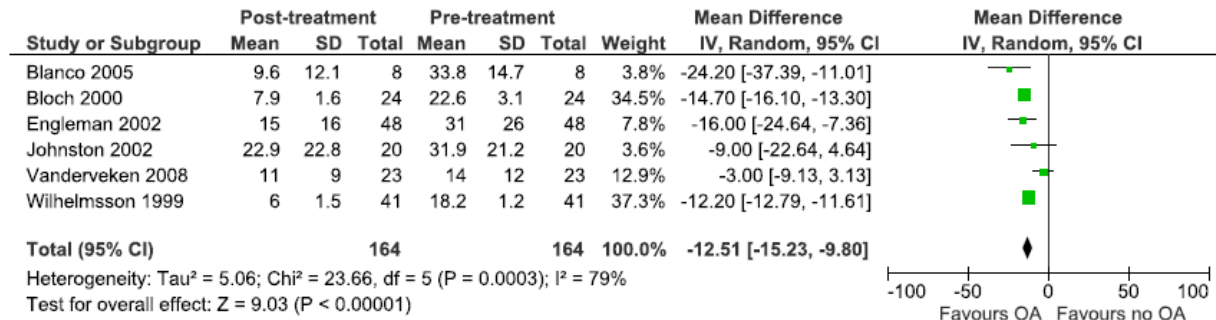 Post-treatment Pre-treatment Mean Difference Mean Difference
Study or Subgroup Mean SD Total Mean SD Total Weight IV, Random, 95% CI IV, Random, 95% CI
Blanco 2005 9.6 12.1 8 33.8 14.7 8 3.8% -24.20 [-37.39, -11.01]
Bloch 2000 7.9 1.6 24 22.6 3.1 24 34.5% -14.70 [-16.10, -13.30]
Engleman 2002 15 16 48 31 26 48 7.8% -16.00 [-24.64, -7.36]
Johnston 2002 22.9 22.8 20 31.9 21.2 20 3.6% -9.00 [-22.64, 4.64]
Vanderveken 2008 11 9 23 14 12 23 12.9% -3.00 [-9.13, 3.13]
Wilhelmsson 1999 6 1.5 41 18.2 1.2 41 37.3% -12.20 [-12.79, -11.61]
Total (95% CI) 164 164 100.0% -12.51 [-15.23, -9.80]
Heterogeneity: Tau² = 5.06; Chi² = 23.66, df = 5 (P = 0.0003); I² = 79%
Test for overall effect: Z = 9.03 (P < 0.00001)
-100 -50 0 50 100
Favours OA Favours no OA